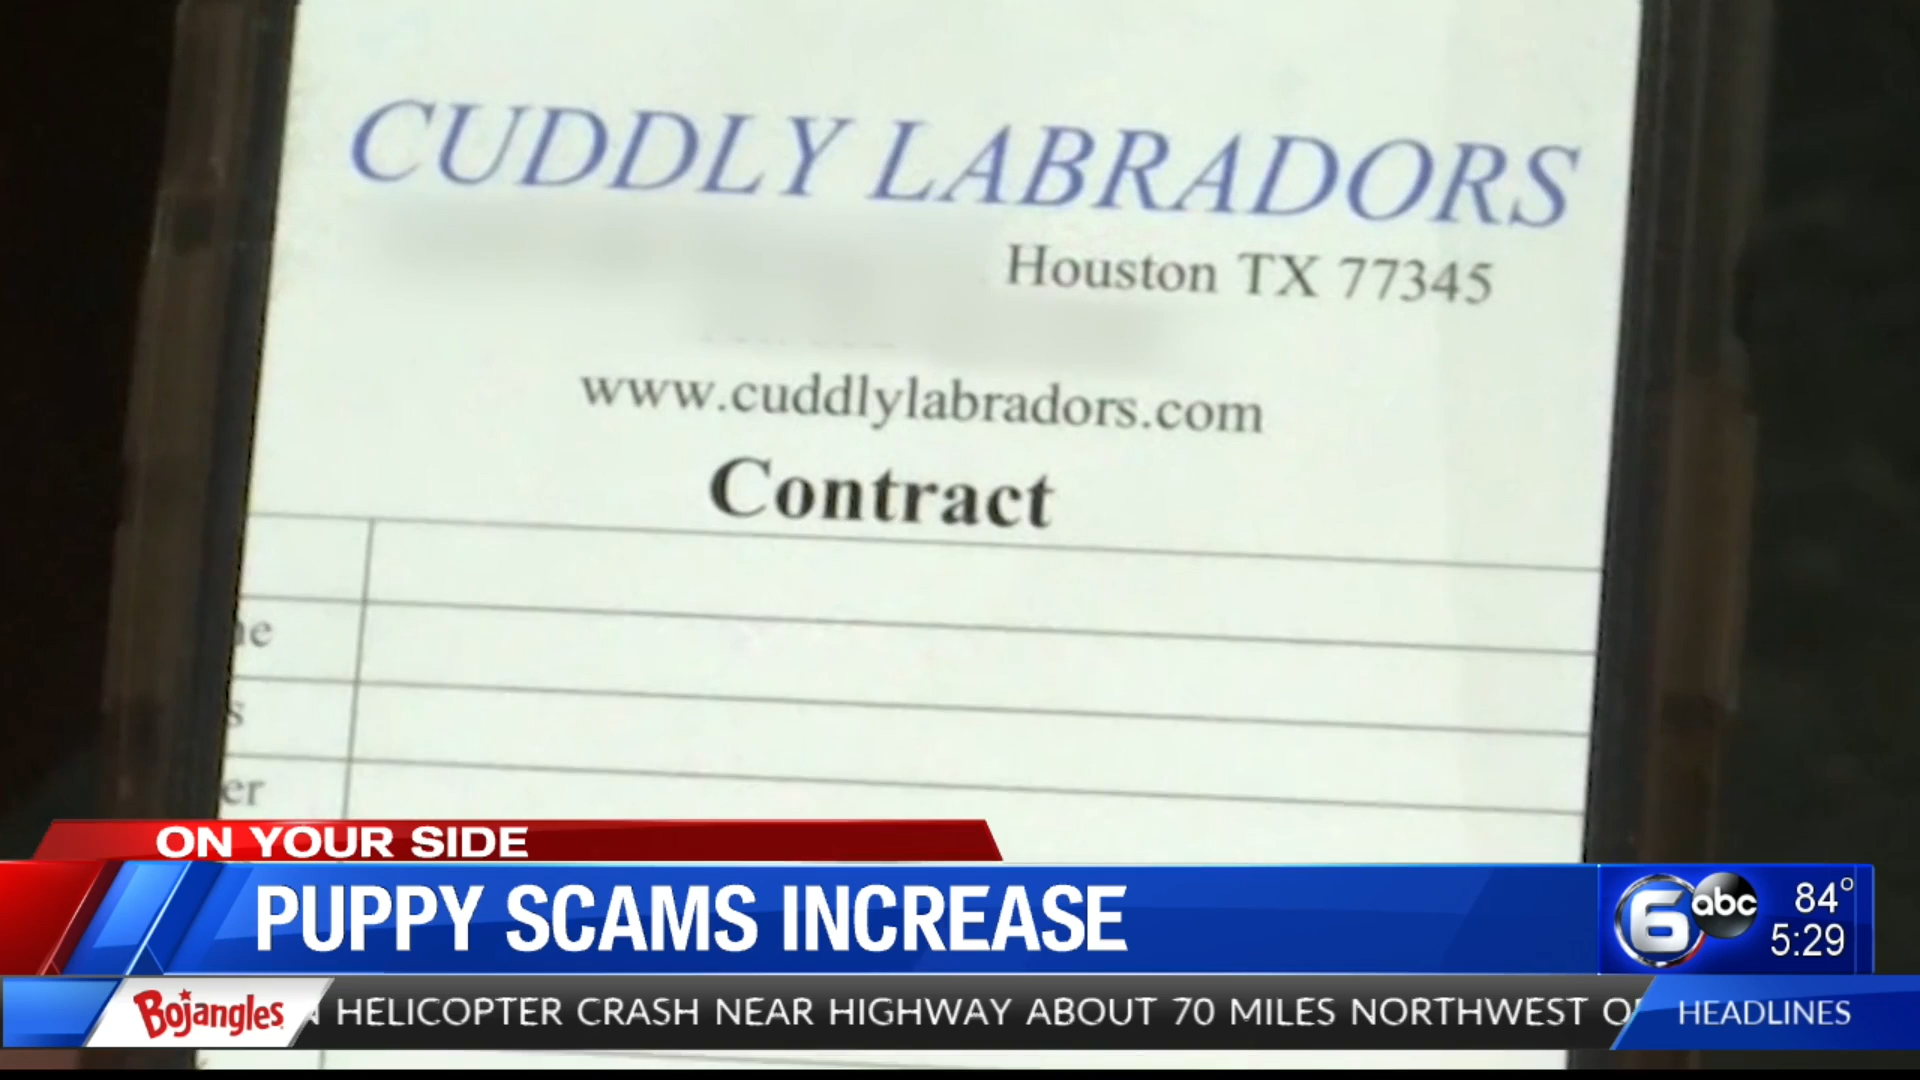 CUDDLY LABRADORS
Houston TX 77345
www.cuddlylabradors.com
Contract
ON YOUR SIDE
PUPPY SCAMS INCREASE
6 abc
84°
5:29
Bojangles
HELICOPTER CRASH NEAR HIGHWAY ABOUT 70 MILES NORTHWEST
HEADLINES